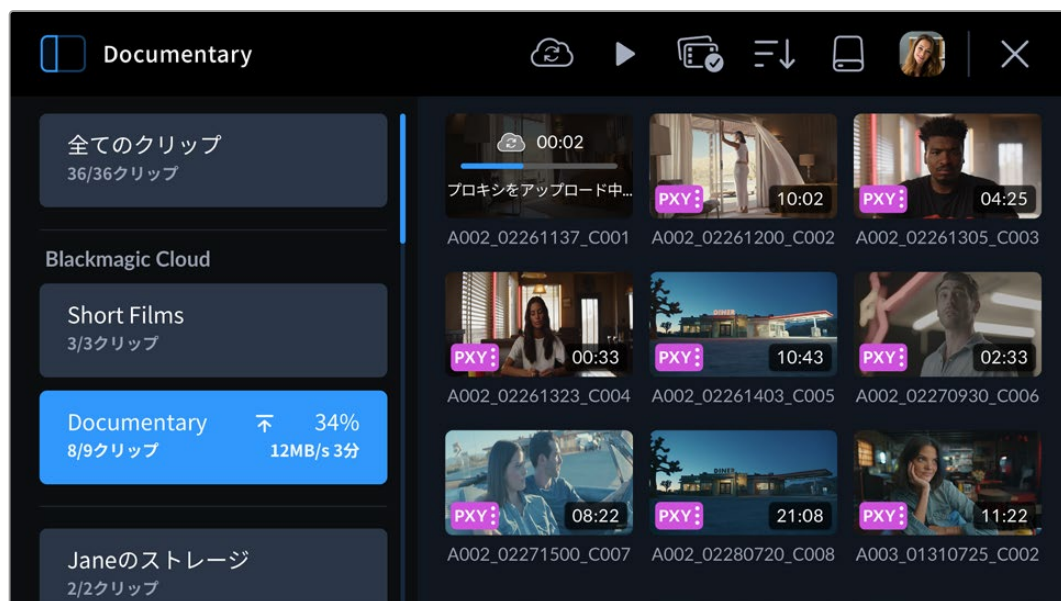 Documentary
全てのクリップ
36/36クリップ
Blackmagic Cloud
Short Films
3/3クリップ
Documentary 34%
8/9クリップ 12MB/s 3分
Janeのストレージ
2/2クリップ
00:02
プロキシをアップロード中...
PXY 10:02
PXY 04:25
A002_02261137_C001 A002_02261200_C002 A002_02261305_C003
PXY 00:33
DINER
PXY 10:43
PXY 02:33
A002_02261323_C004 A002_02261403_C005 A002_02270930_C006
PXY 08:22
DINER
PXY 21:08
PXY 11:22
A002_02271500_C007 A002_02280720_C008 A003_01310725_C002